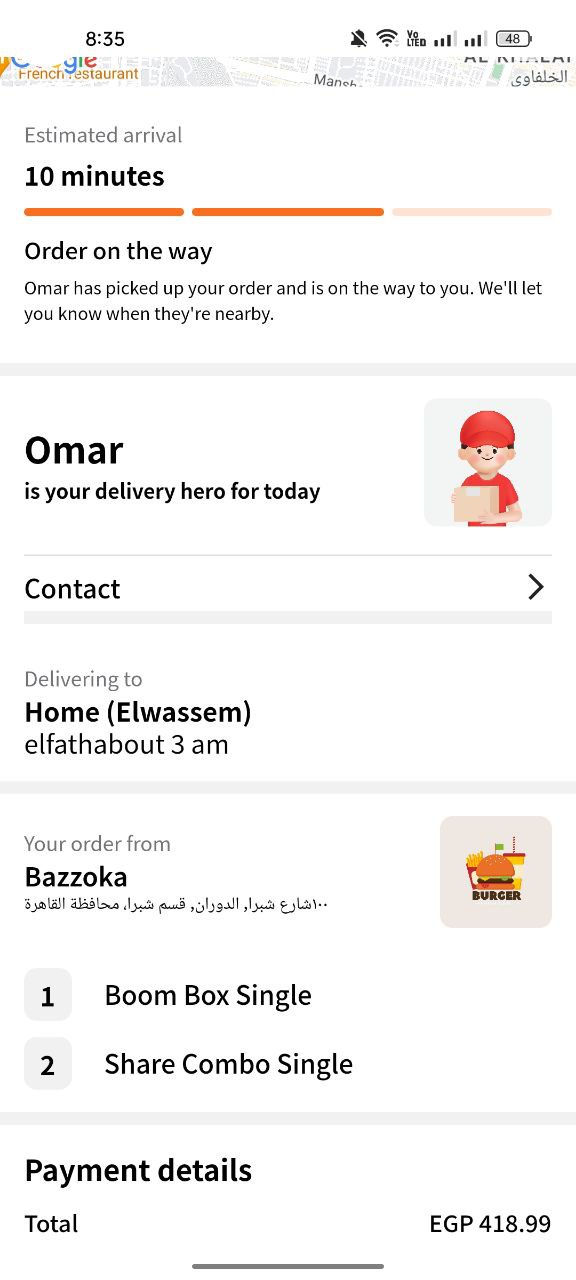 8:35
Vo
LTED
48
Google
French restaurant
Mansh
AL KHALAF
الخلفاوي
Estimated arrival
10 minutes
Order on the way
Omar has picked up your order and is on the way to you. We'll let
you know when they're nearby.
Omar
is your delivery hero for today
Contact
Delivering to
Home (Elwassem)
elfathabout 3 am
Your order from
Bazzoka
١٠٠شارع شبرا, الدوران, قسم شبرا، محافظة القاهرة
BURGER
1 Boom Box Single
2 Share Combo Single
Payment details
Total EGP 418.99